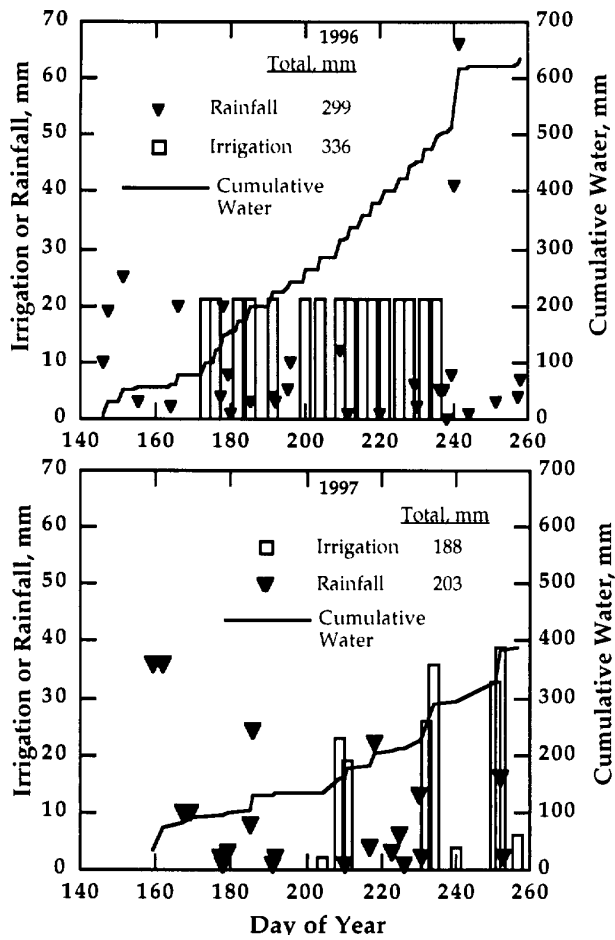 70 700
1996
60 Total, mm 600
Rainfall 299
50 500
Irrigation 336
40 Cumulative 400
Water
30 300
20 200
10 100
0 0
140 160 180 200 220 240 260
Irrigation or Rainfall, mm
Cumulative Water, mm
70 700
1997
60 Total, mm 600
Irrigation 188
50 500
Rainfall 203
40 Cumulative 400
Water
30 300
20 200
10 100
0 0
140 160 180 200 220 240 260
Irrigation or Rainfall, mm
Cumulative Water, mm
Day of Year